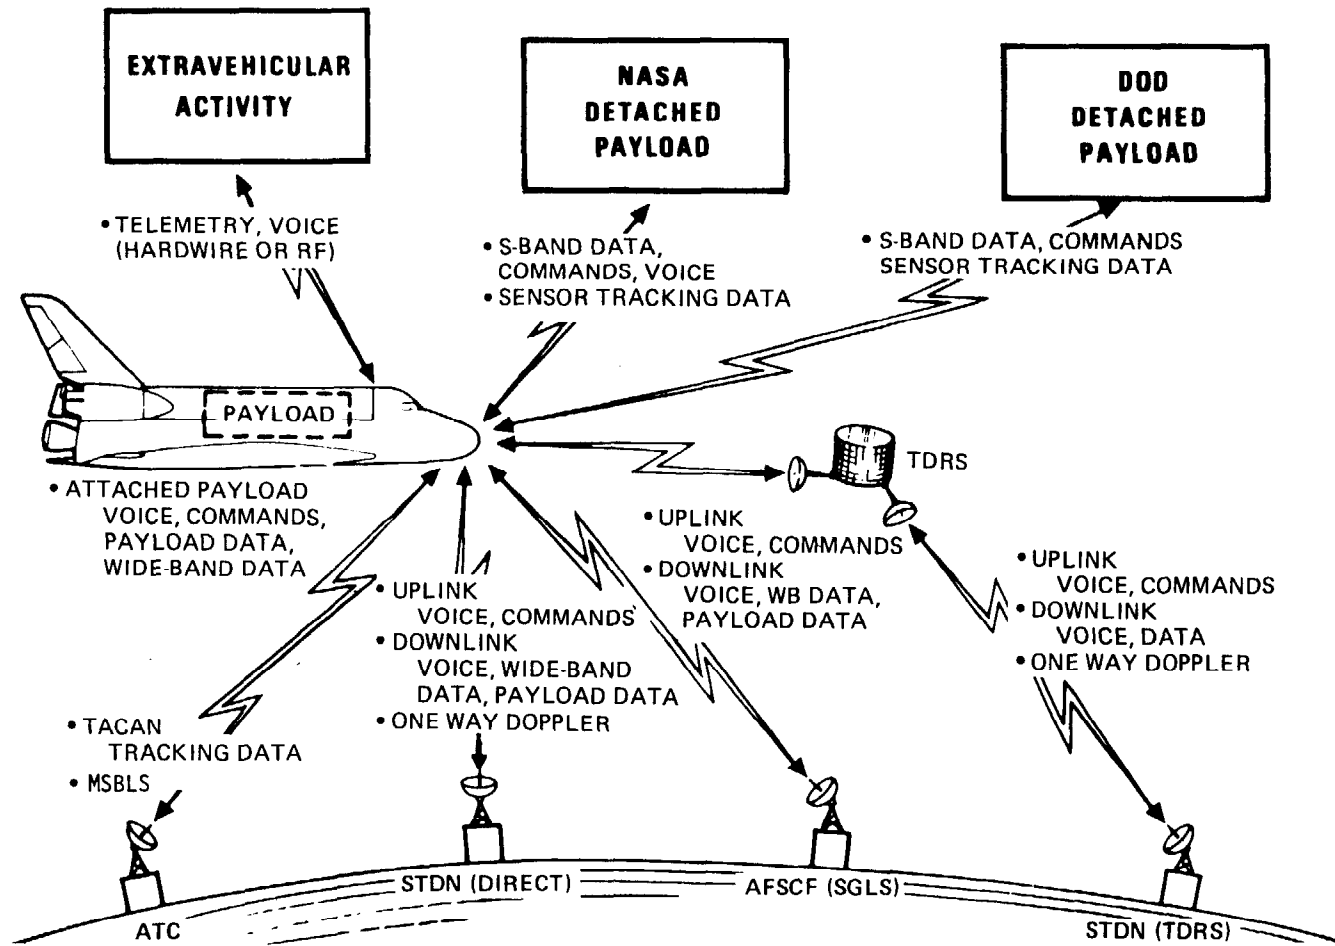 EXTRAVEHICULAR
ACTIVITY
NASA
DETACHED
PAYLOAD
DOD
DETACHED
PAYLOAD
• TELEMETRY, VOICE
(HARDWIRE OR RF)
• S-BAND DATA,
COMMANDS, VOICE
• SENSOR TRACKING DATA
• S-BAND DATA, COMMANDS
SENSOR TRACKING DATA
PAYLOAD
TDRS
• ATTACHED PAYLOAD
VOICE, COMMANDS,
PAYLOAD DATA,
WIDE-BAND DATA
• UPLINK
VOICE, COMMANDS
• DOWNLINK
VOICE, WIDE-BAND
DATA, PAYLOAD DATA
• ONE WAY DOPPLER
• UPLINK
VOICE, COMMANDS
• DOWNLINK
VOICE, WB DATA,
PAYLOAD DATA
• UPLINK
VOICE, COMMANDS
• DOWNLINK
VOICE, DATA
• ONE WAY DOPPLER
• TACAN
TRACKING DATA
• MSBLS
ATC
STDN (DIRECT)
AFSCF (SGLS)
STDN (TDRS)